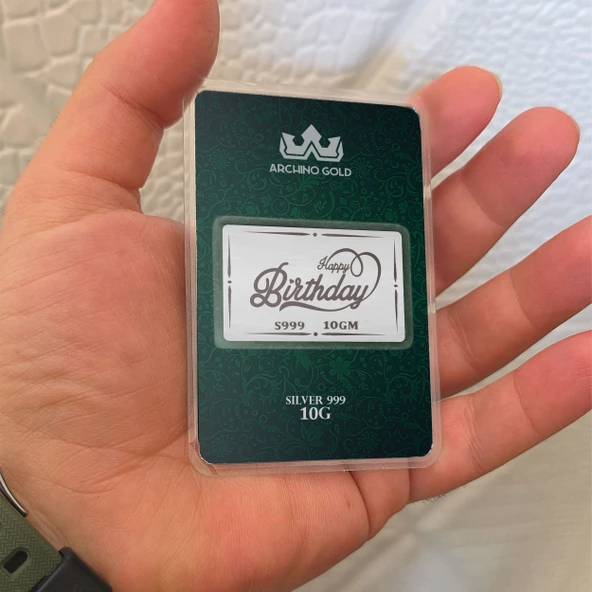 ARCHINO GOLD
Happy
Birthday
S999 10GM
SILVER 999
10G